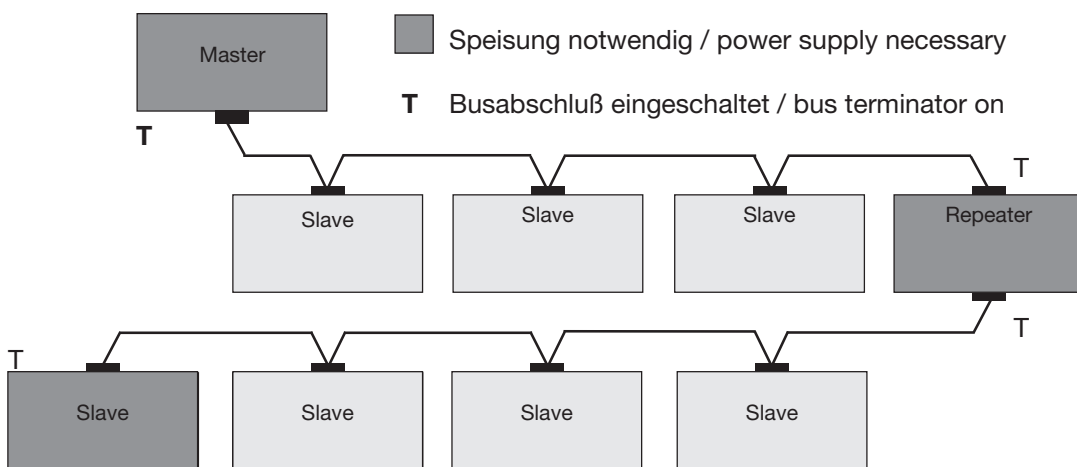 Master
Speisung notwendig / power supply necessary
T Busabschluß eingeschaltet / bus terminator on
T
T
Slave
Slave
Slave
Repeater
T
T
Slave
Slave
Slave
Slave